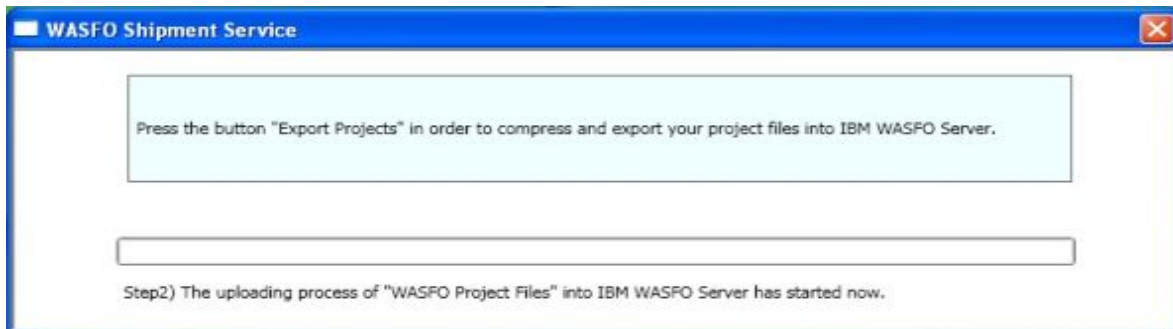 WASFO Shipment Service
Press the button "Export Projects" in order to compress and export your project files into IBM WASFO Server.
Step2) The uploading process of "WASFO Project Files" into IBM WASFO Server has started now.